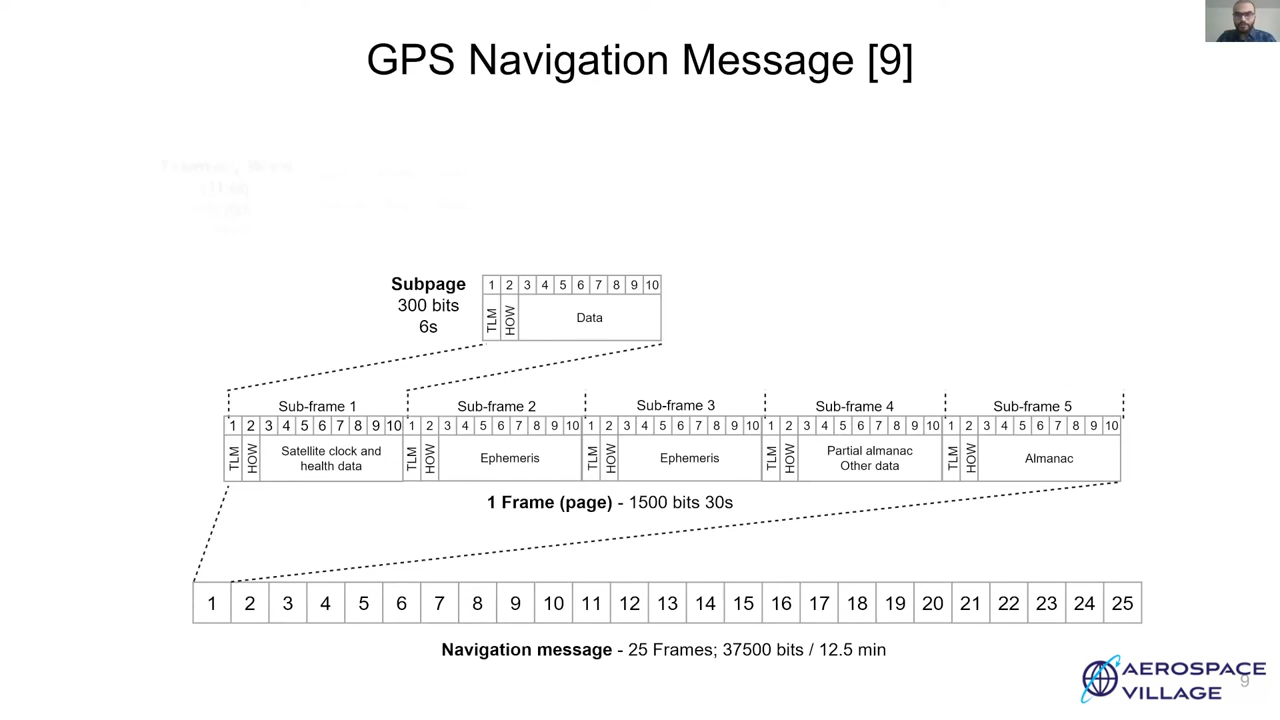 GPS Navigation Message [9]
Subpage
300 bits
6s
1 2 3 4 5 6 7 8 9 10
TLM HOW Data
Sub-frame 1 Sub-frame 2 Sub-frame 3 Sub-frame 4 Sub-frame 5
1 2 3 4 5 6 7 8 9 10 1 2 3 4 5 6 7 8 9 10 1 2 3 4 5 6 7 8 9 10 1 2 3 4 5 6 7 8 9 10 1 2 3 4 5 6 7 8 9 10
TLM HOW Satellite clock and
health data
TLM HOW Ephemeris
TLM HOW Ephemeris
TLM HOW Partial almanac
Other data
TLM HOW Almanac
1 Frame (page) - 1500 bits 30s
1 2 3 4 5 6 7 8 9 10 11 12 13 14 15 16 17 18 19 20 21 22 23 24 25
Navigation message - 25 Frames; 37500 bits / 12.5 min
AEROSPACE
VILLAGE
9